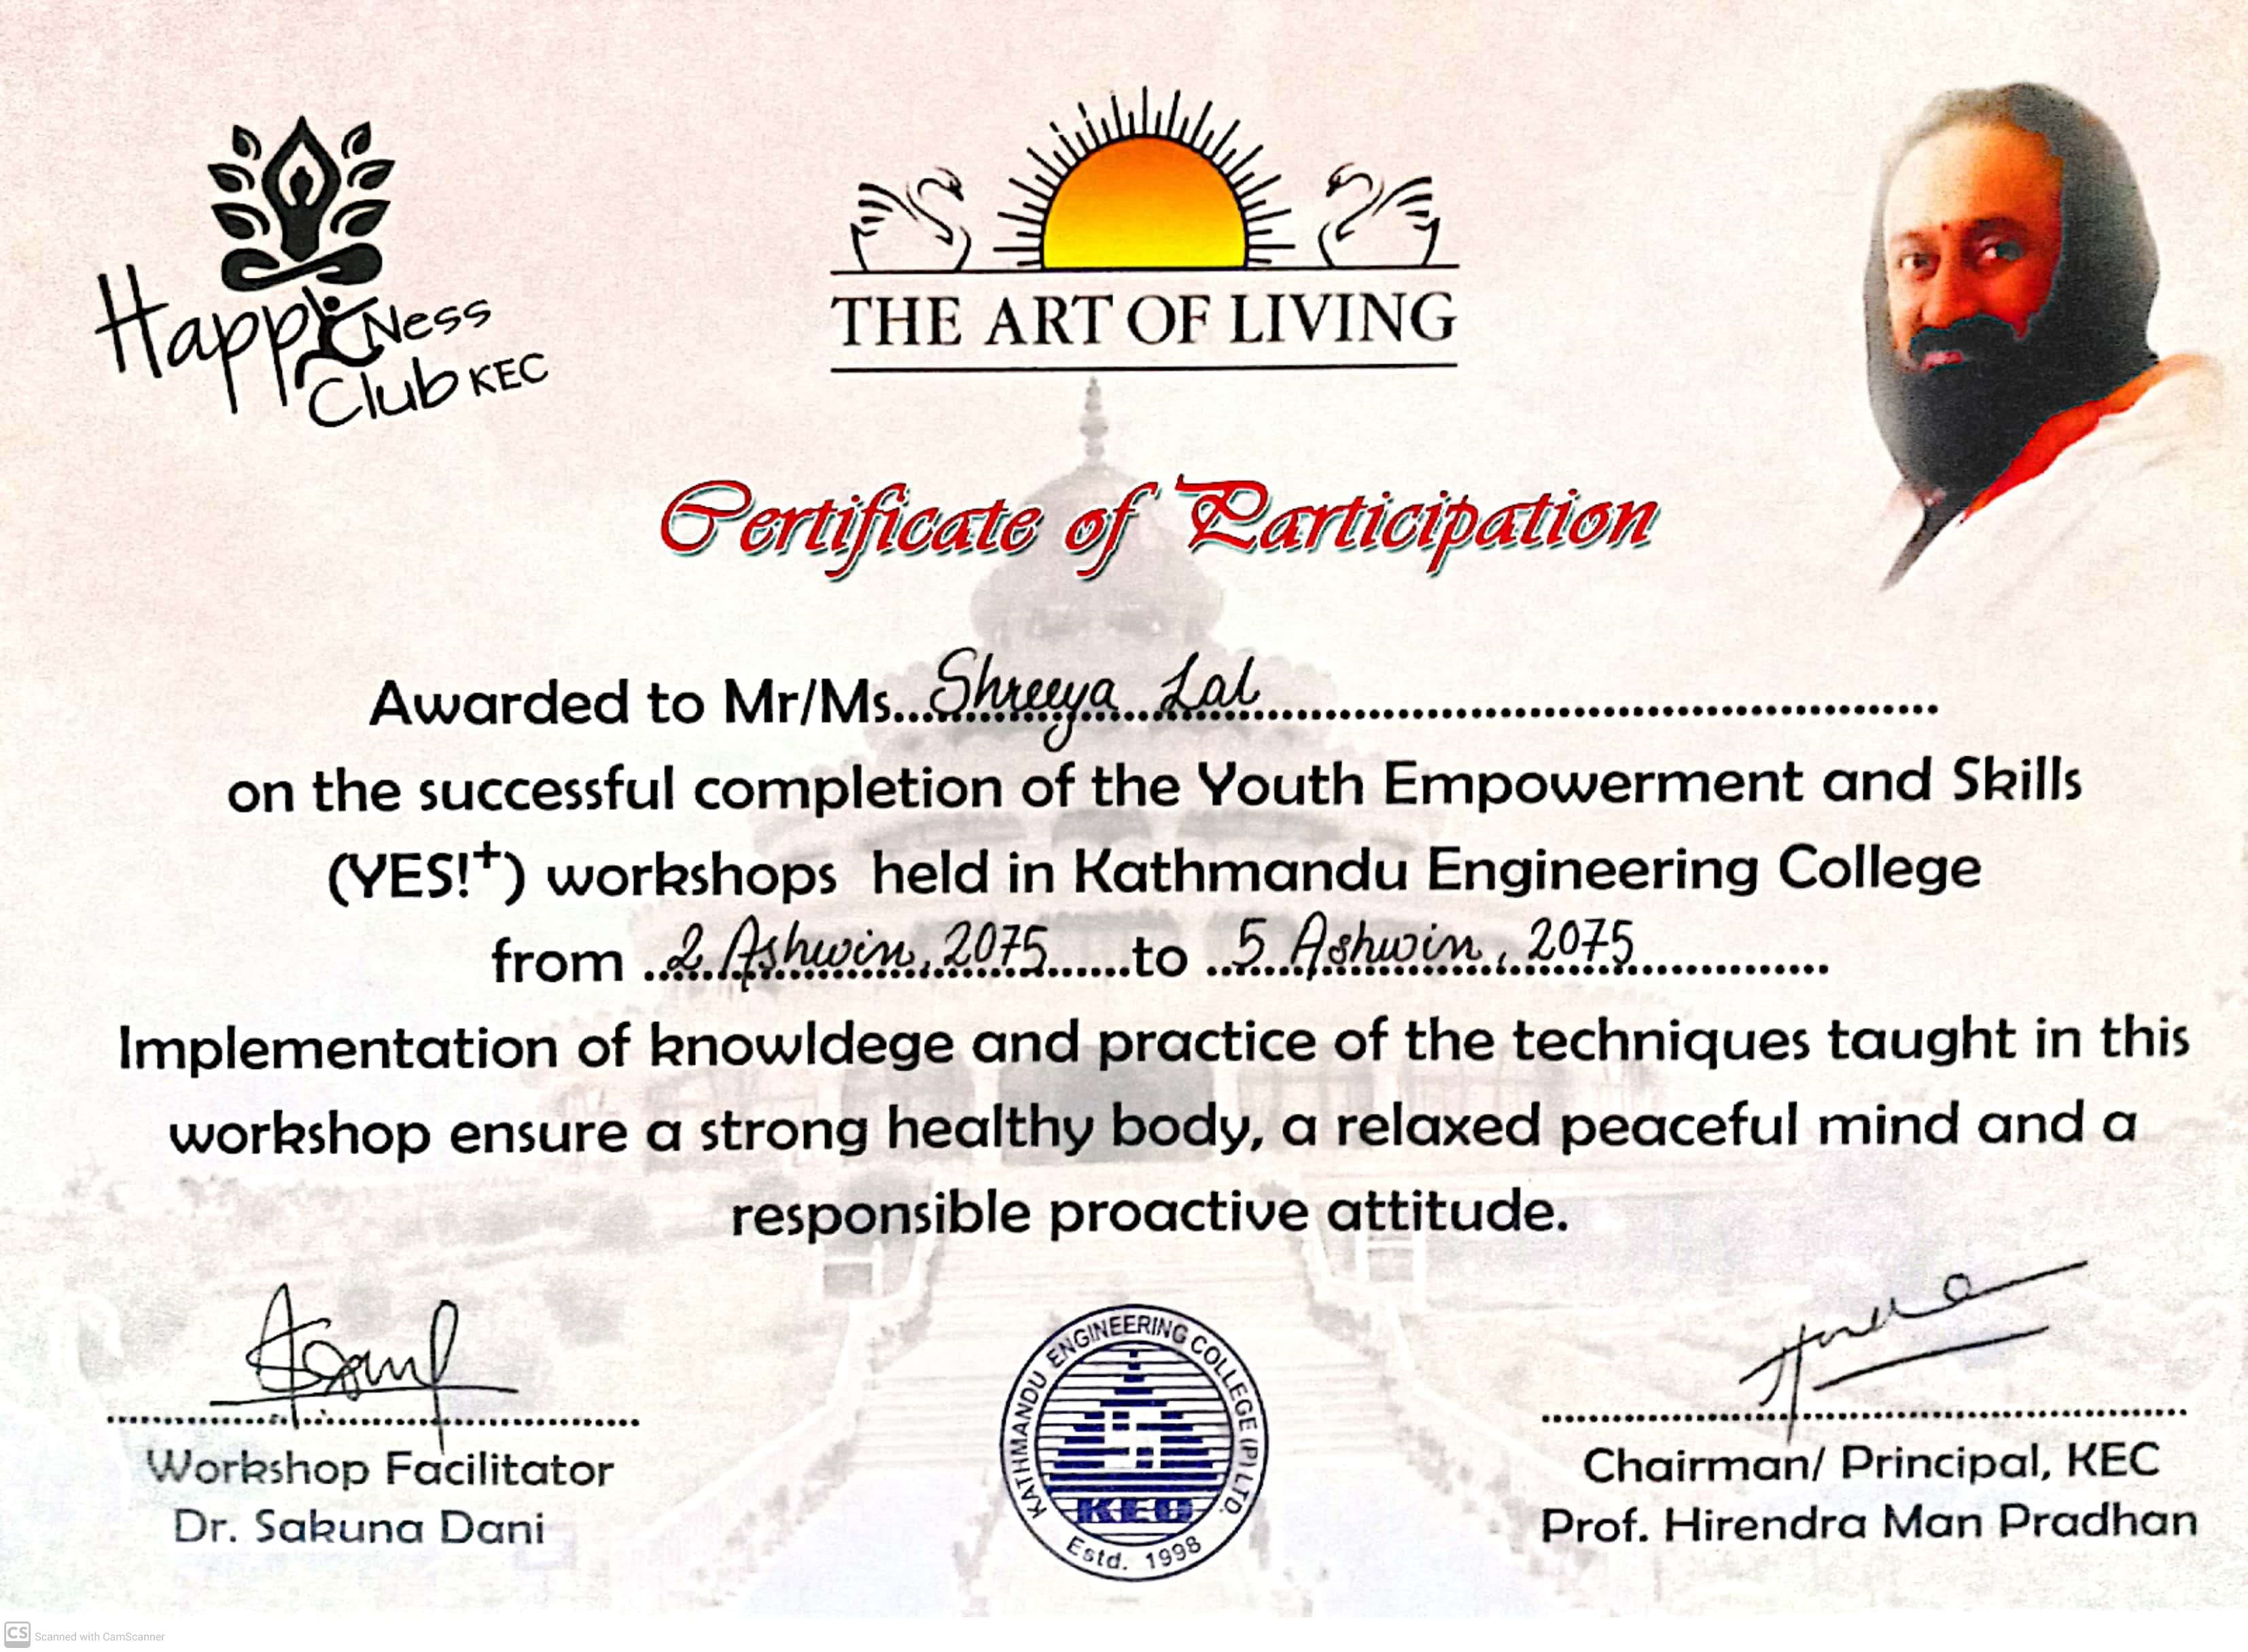 HappiNess
Club KEC
THE ART OF LIVING
Certificate of Participation
Awarded to Mr/Ms. Shreeya Lal
on the successful completion of the Youth Empowerment and Skills
(YES!+) workshops held in Kathmandu Engineering College
from 2 Ashwin, 2075 to 5 Ashwin, 2075
Implementation of knowldege and practice of the techniques taught in this
workshop ensure a strong healthy body, a relaxed peaceful mind and a
responsible proactive attitude.
Workshop Facilitator
Dr. Sakuna Dani
KATHMANDU ENGINEERING COLLEGE (P) LTD.
KEC
Estd. 1998
Chairman/ Principal, KEC
Prof. Hirendra Man Pradhan
CS Scanned with CamScanner